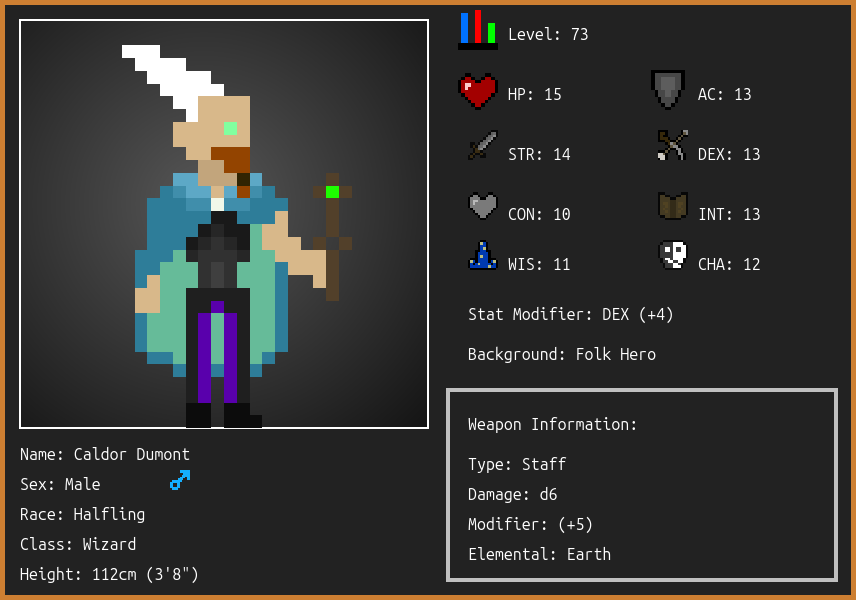 Level: 73
HP: 15
AC: 13
STR: 14
DEX: 13
CON: 10
INT: 13
WIS: 11
CHA: 12
Stat Modifier: DEX (+4)
Background: Folk Hero
Weapon Information:
Type: Staff
Damage: d6
Modifier: (+5)
Elemental: Earth
Name: Caldor Dumont
Sex: Male
Race: Halfling
Class: Wizard
Height: 112cm (3'8")